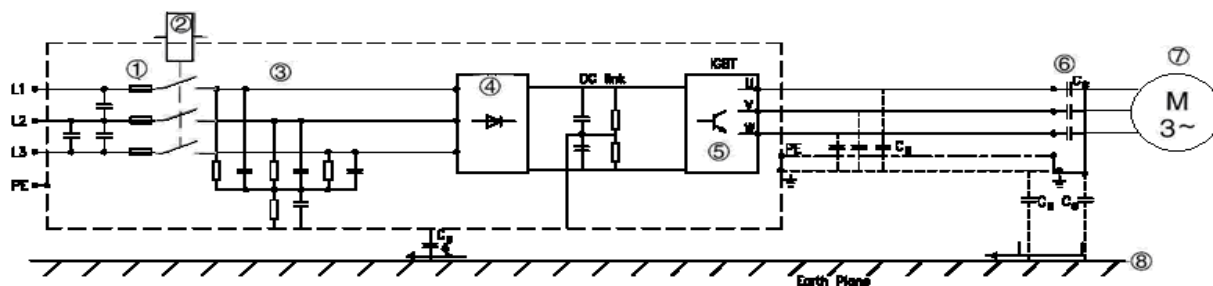 ②
① ③ ⑥ ⑦
④ DC link IGBT
L1 U
L2 V M
L3 W 3~
⑤
PE PE
⑧
Earth Plane